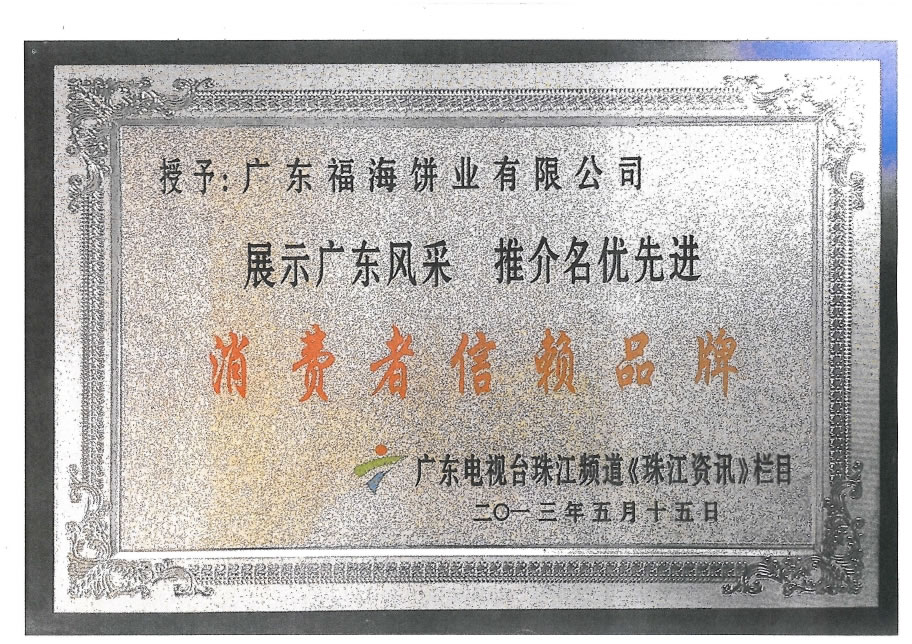 授予：广东福海饼业有限公司
展示广东风采 推介名优先进
消费者信赖品牌
广东电视台珠江频道《珠江资讯》栏目
二〇一三年五月十五日